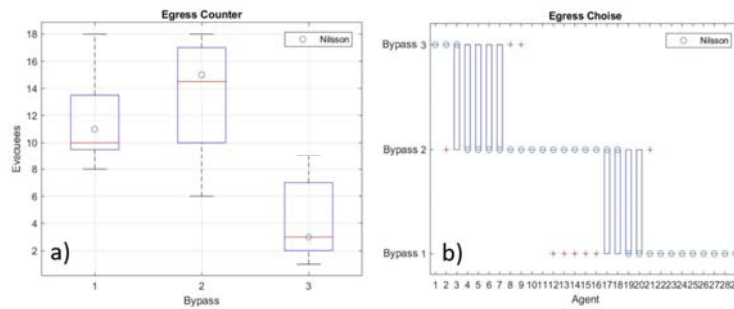 Egress Counter
18
16
14
12
10
8
6
4
2
Evacuees
1 2 3
Bypass
Nilsson
a)
Egress Choise
Bypass 3
Bypass 2
Bypass 1
1 2 3 4 5 6 7 8 9 10 11 12 13 14 15 16 17 18 19 20 21 22 23 24 25 26 27 28
Agent
Nilsson
b)